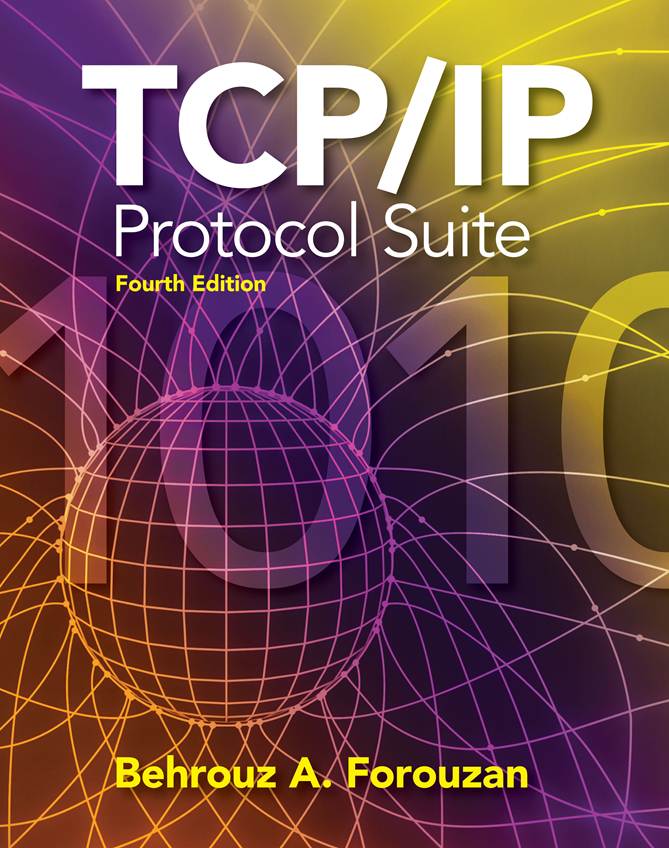 TCP/IP
Protocol Suite
Fourth Edition
1010
Behrouz A. Forouzan